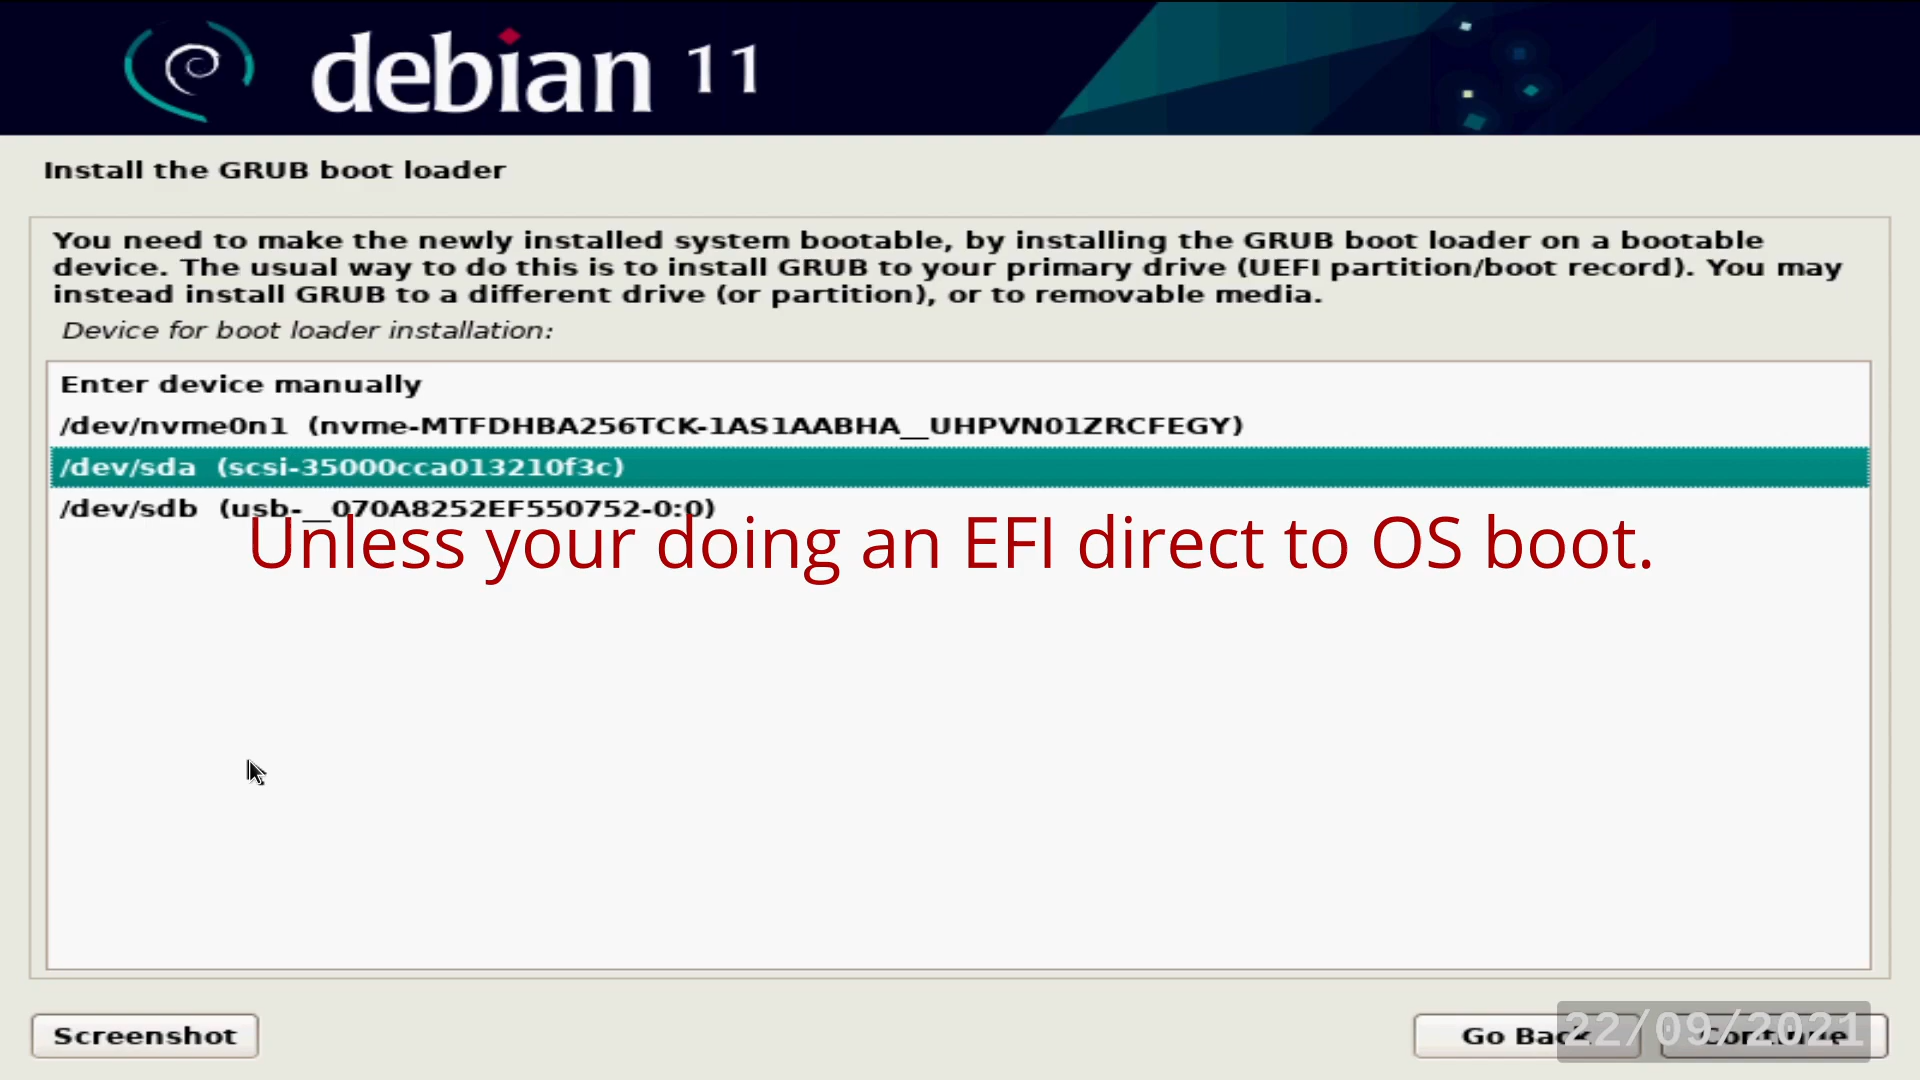 debian 11
Install the GRUB boot loader
You need to make the newly installed system bootable, by installing the GRUB boot loader on a bootable
device. The usual way to do this is to install GRUB to your primary drive (UEFI partition/boot record). You may
instead install GRUB to a different drive (or partition), or to removable media.
Device for boot loader installation:
Enter device manually
/dev/nvme0n1 (nvme-MTFDHBA256TCK-1AS1AABHA__UHPVN01ZRCFEGY)
/dev/sda (scsi-35000cca013210f3c)
/dev/sdb (usb-__070A8252EF550752-0:0)
Unless your doing an EFI direct to OS boot.
Screenshot
Go Back
Continue
22/09/2021